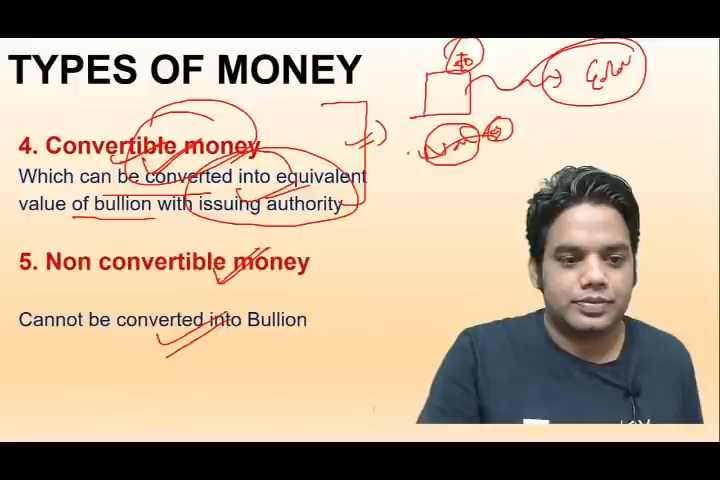 TYPES OF MONEY
4. Convertible money
Which can be converted into equivalent
value of bullion with issuing authority
5. Non convertible money
Cannot be converted into Bullion